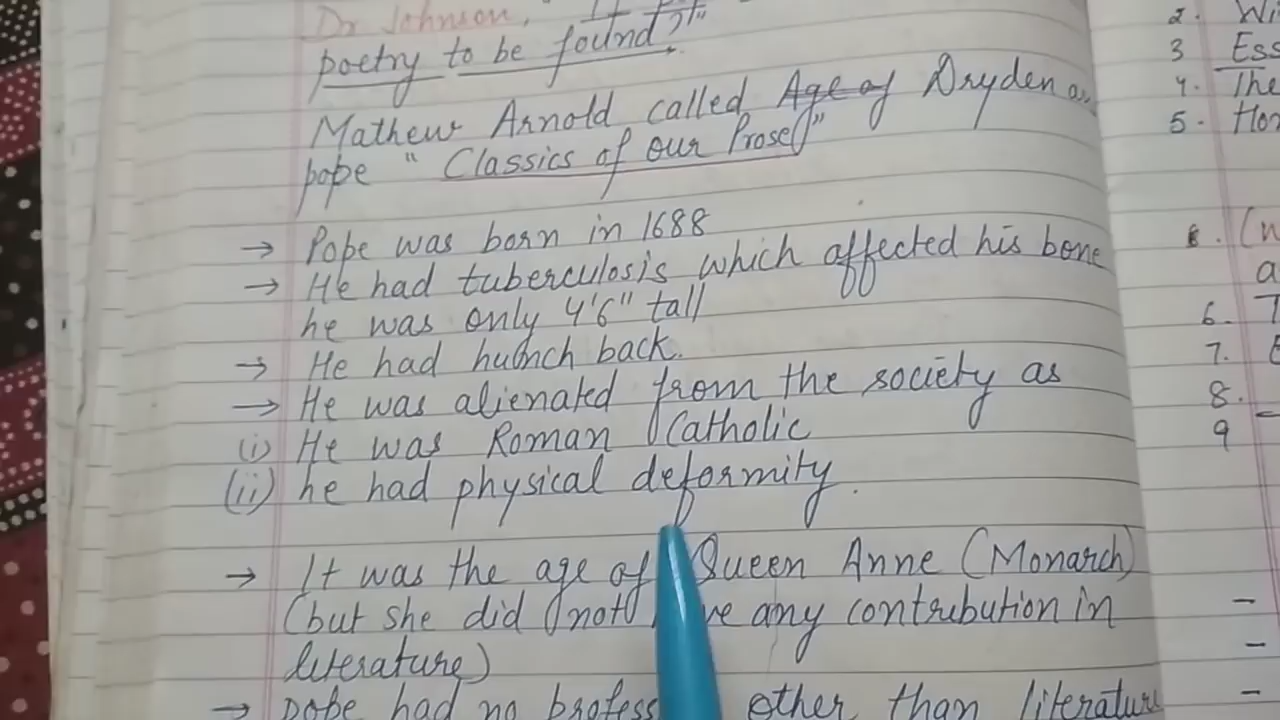 Dr Johnson, "If
poetry to be found?"
Mathew Arnold called Age of Dryden
pope "Classics of our Prose"
→ Pope was born in 1688
→ He had tuberculosis which affected his bone
he was only 4'6" tall
→ He had hunch back.
→ He was alienated from the society as
(i) He was Roman Catholic
(ii) he had physical deformity.
→ It was the age of Queen Anne (Monarch)
(but she did not any contribution in
literature)
→ Pope had no other than literature
2.
3 Ess
4. The
5.
6.
7.
8.
9